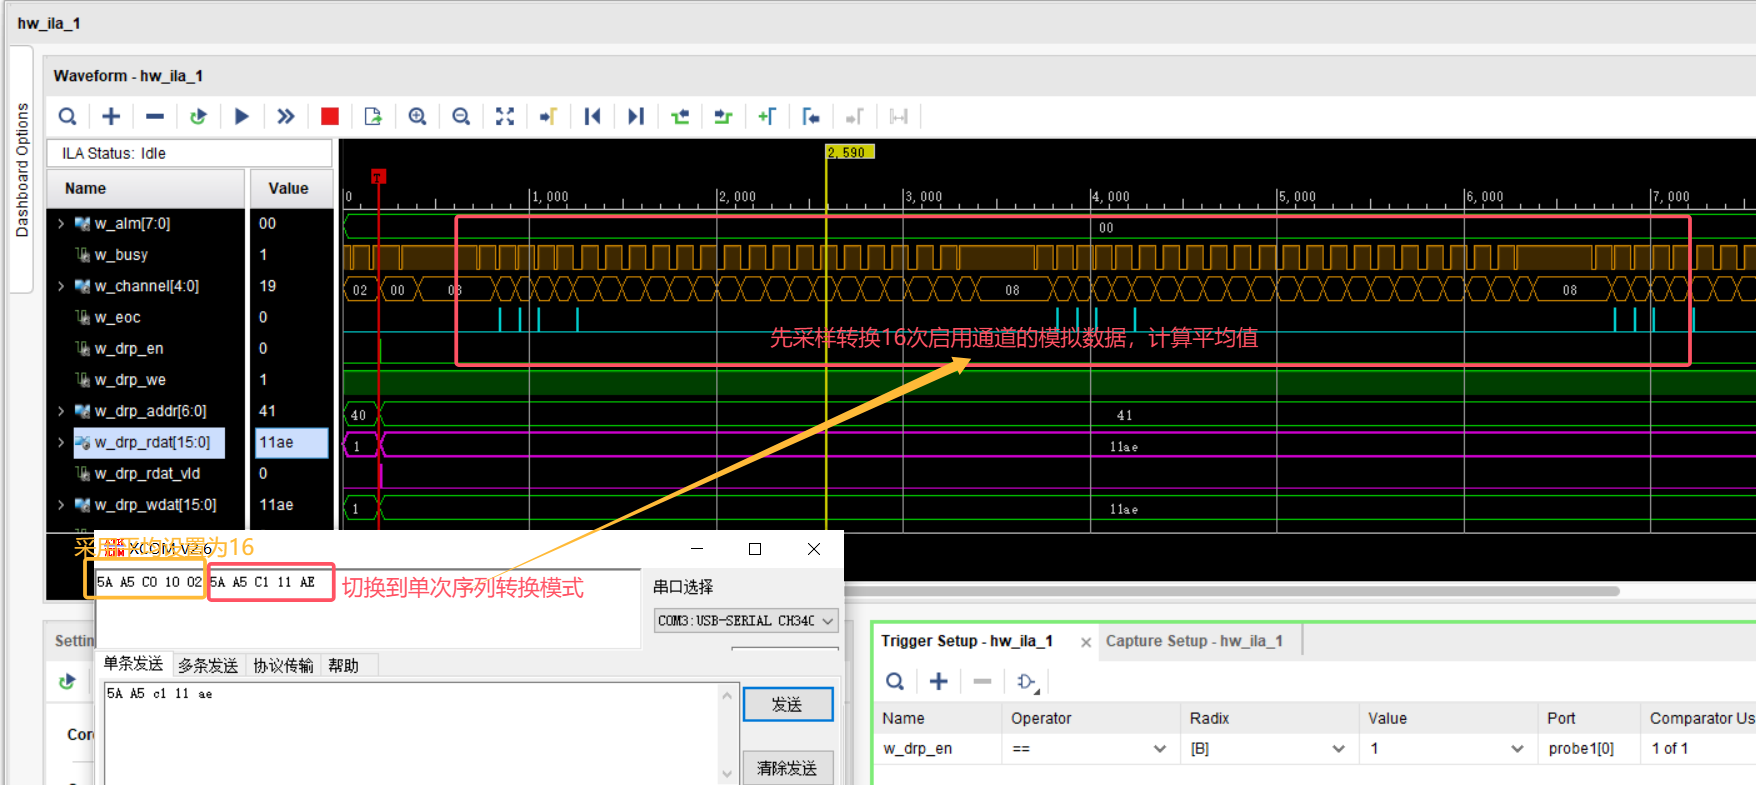 hw_ila_1
Dashboard Options
Waveform - hw_ila_1
ILA Status: Idle
Name Value
w_alm[7:0] 00
w_busy 1
w_channel[4:0] 19
w_eoc 0
w_drp_en 0
w_drp_we 1
w_drp_addr[6:0] 41
w_drp_rdat[15:0] 11ae
w_drp_rdat_vld 0
w_drp_wdat[15:0] 11ae
2,590
T
0 1,000 2,000 3,000 4,000 5,000 6,000 7,000
00
02 00 08 08 08
先采样转换16次启用通道的模拟数据，计算平均值
40 41
1 11ae
1 11ae
采用平均设置为16
XCOM V2.6
5A A5 C0 10 02 5A A5 C1 11 AE
切换到单次序列转换模式
串口选择
COM3:USB-SERIAL CH340
单条发送 多条发送 协议传输 帮助
5A A5 c1 11 ae
发送
清除发送
Settin
Cor
Trigger Setup - hw_ila_1 Capture Setup - hw_ila_1
Name Operator Radix Value Port Comparator Us
w_drp_en == [B] 1 probe1[0] 1 of 1